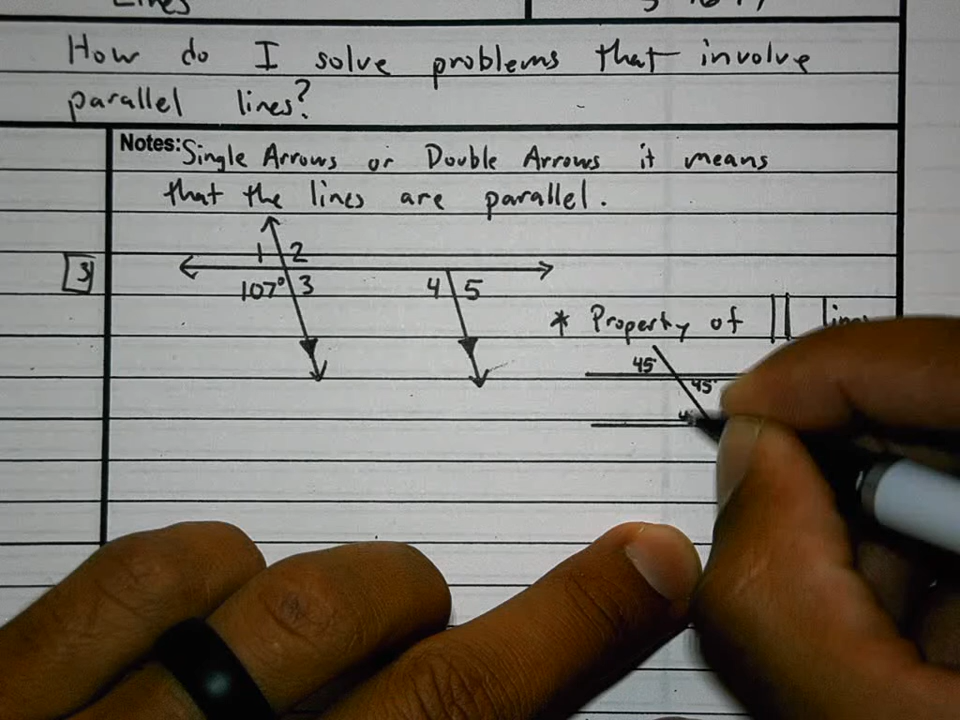 How do I solve problems that involve
parallel lines?
Notes: Single Arrows or Double Arrows it means
that the lines are parallel.
3
1 2
107° 3 4 5
* Property of ||
45°
45°